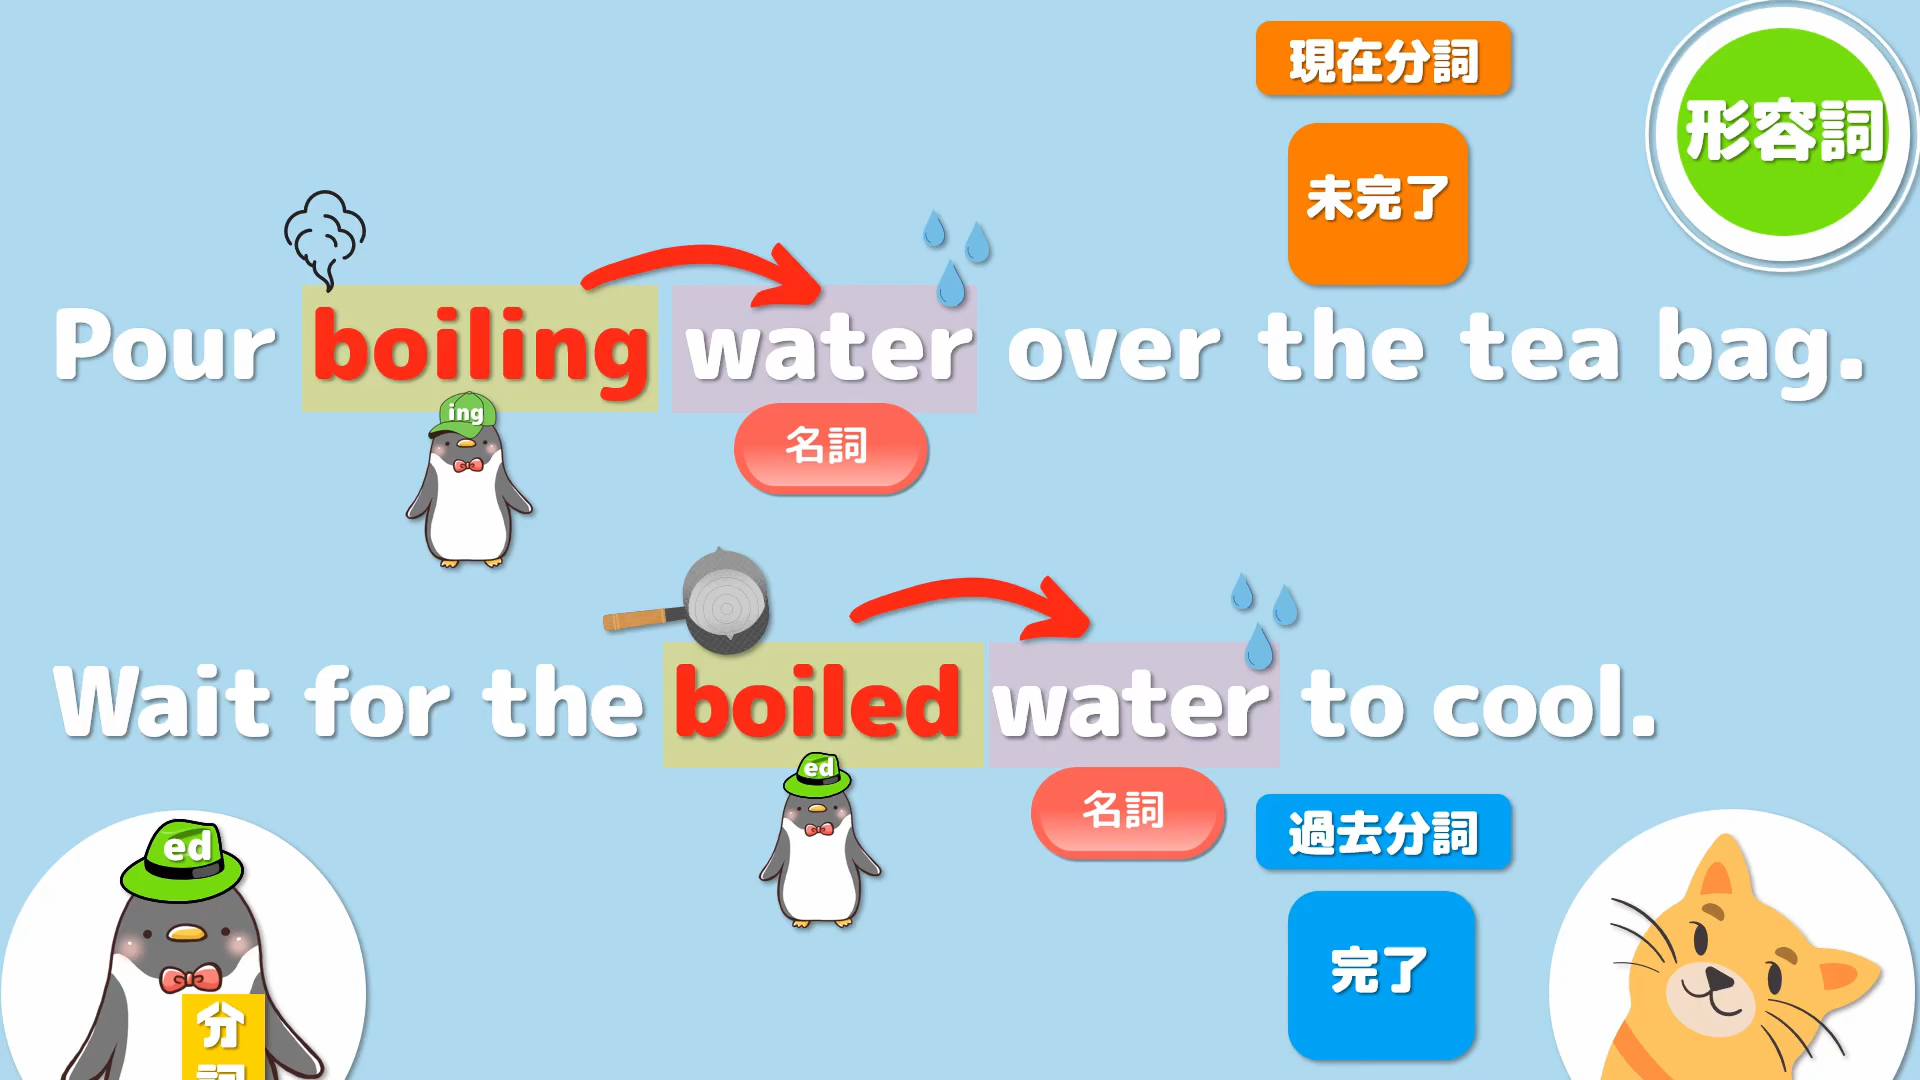 現在分詞
形容詞
未完了
Pour boiling water over the tea bag.
ing
名詞
Wait for the boiled water to cool.
ed
名詞
過去分詞
ed
完了
分
詞